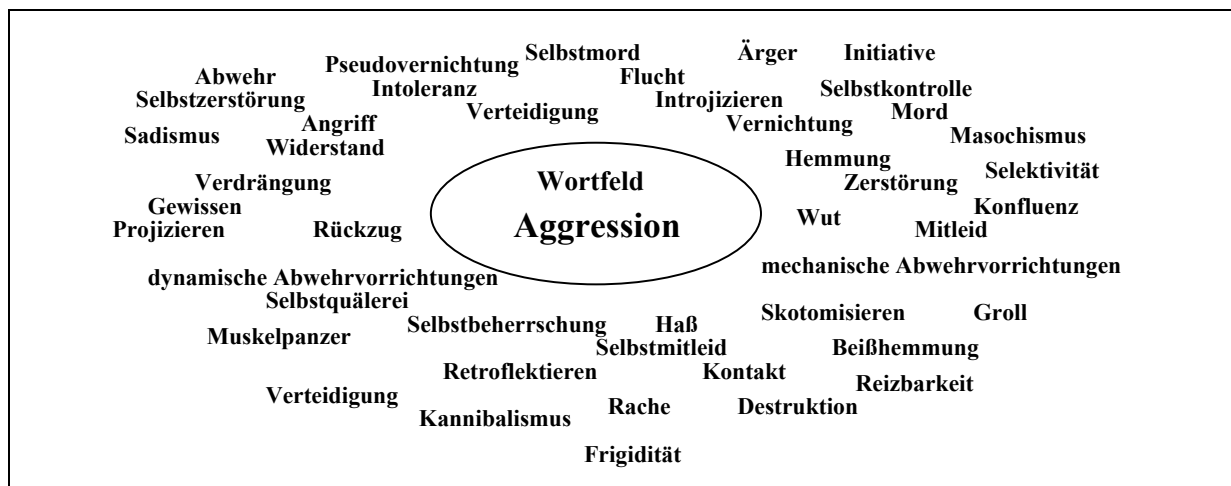 Selbstmord Ärger Initiative
Pseudovernichtung
Abwehr Flucht
Intoleranz Selbstkontrolle
Selbstzerstörung Introjizieren
Verteidigung Mord
Angriff Vernichtung
Sadismus Masochismus
Widerstand
Hemmung
Selektivität
Verdrängung Wortfeld Zerstörung
Gewissen Konfluenz
Wut
Projizieren Rückzug Aggression Mitleid
mechanische Abwehrvorrichtungen
dynamische Abwehrvorrichtungen
Selbstquälerei
Skotomisieren Groll
Selbstbeherrschung Haß
Muskelpanzer
Selbstmitleid Beißhemmung
Retroflektieren Kontakt
Reizbarkeit
Verteidigung
Rache Destruktion
Kannibalismus
Frigidität